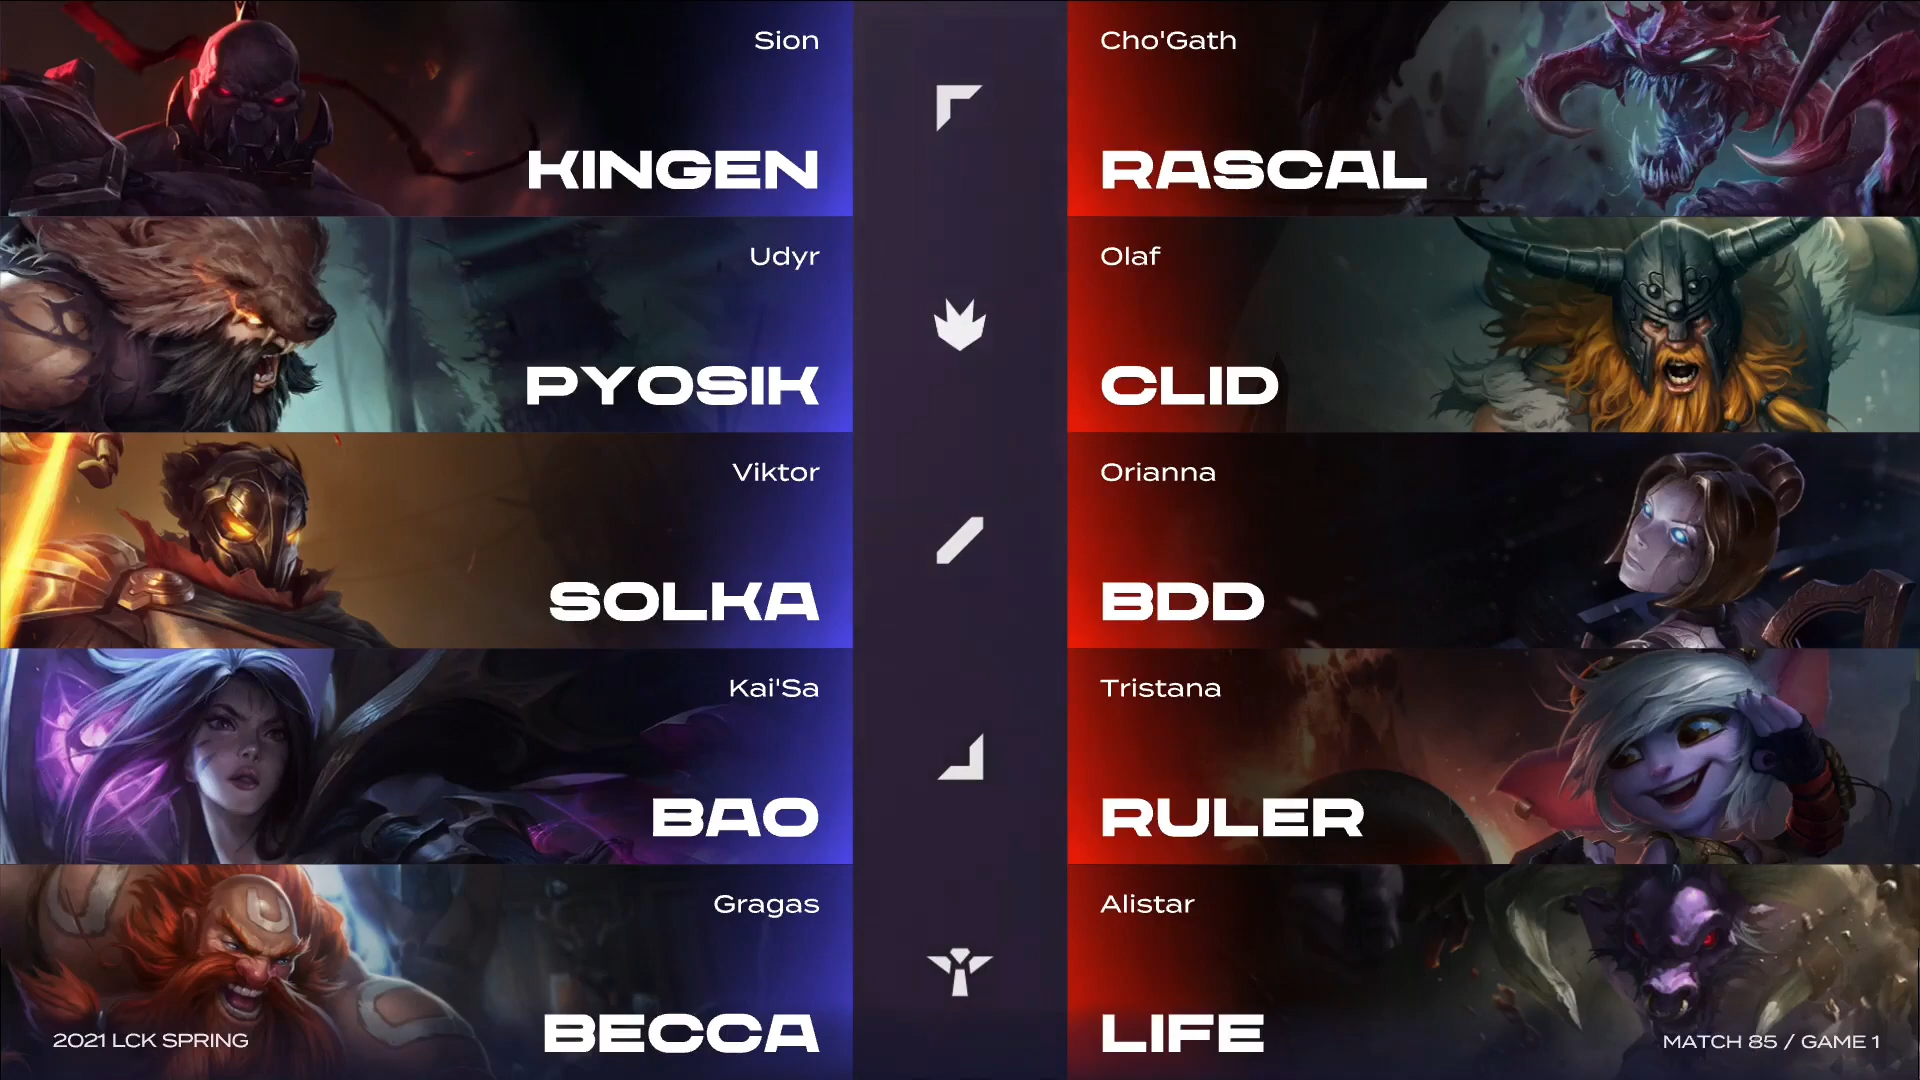 Sion
KINGEN
Cho'Gath
RASCAL
Udyr
PYOSIK
Olaf
CLID
Viktor
SOLKA
Orianna
BDD
Kai'Sa
BAO
Tristana
RULER
Gragas
BECCA
Alistar
LIFE
2021 LCK SPRING
MATCH 85 / GAME 1